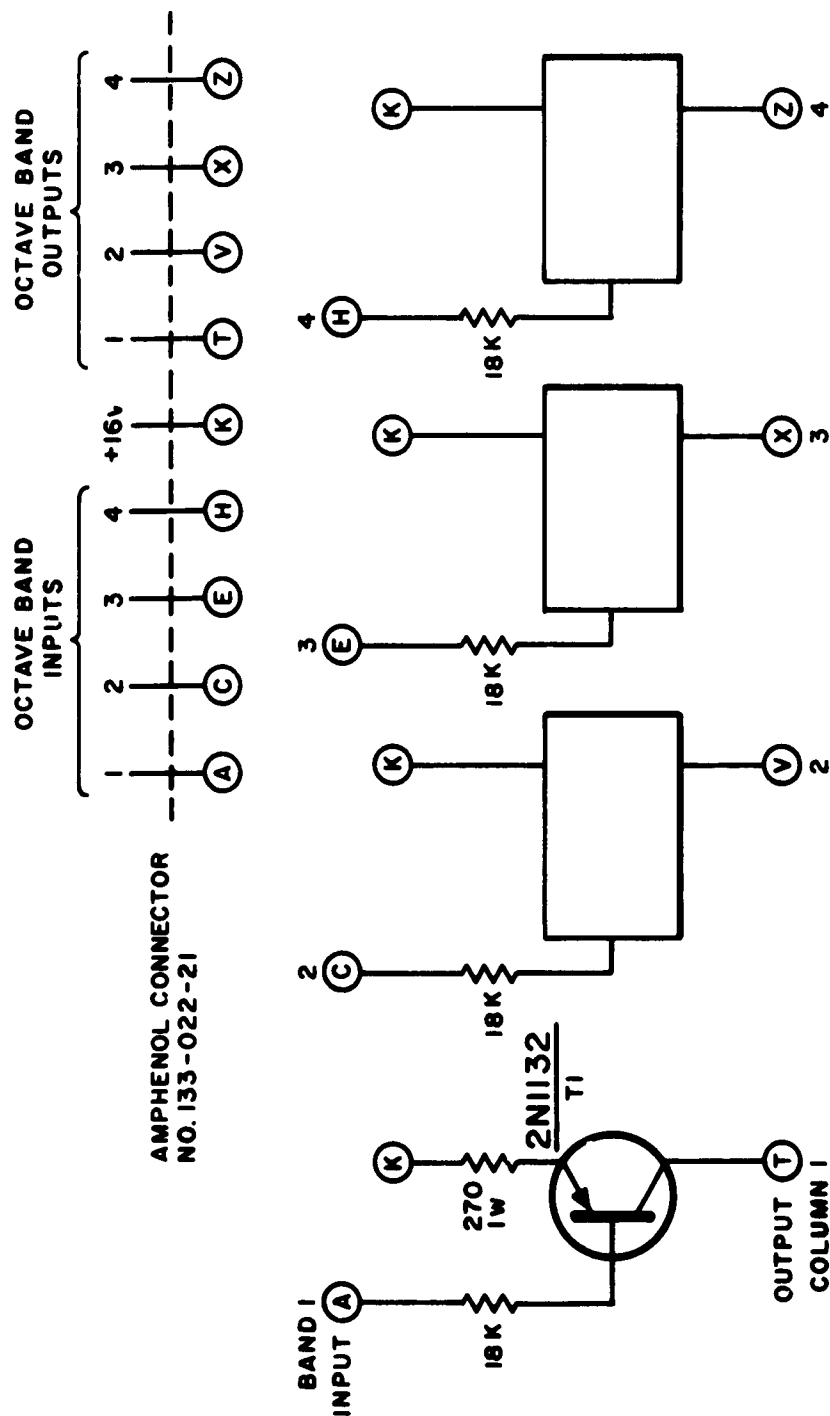 OCTAVE BAND
INPUTS
OCTAVE BAND
OUTPUTS
1 2 3 4 +16v 1 2 3 4
A C E H K T V X Z
AMPHENOL CONNECTOR
NO. 133-022-21
BAND 1
INPUT A
18K
K
270
1W
2N1132
T1
T
OUTPUT
COLUMN 1
2
C
18K
K
V
2
3
E
18K
K
X
3
4
H
18K
K
Z
4